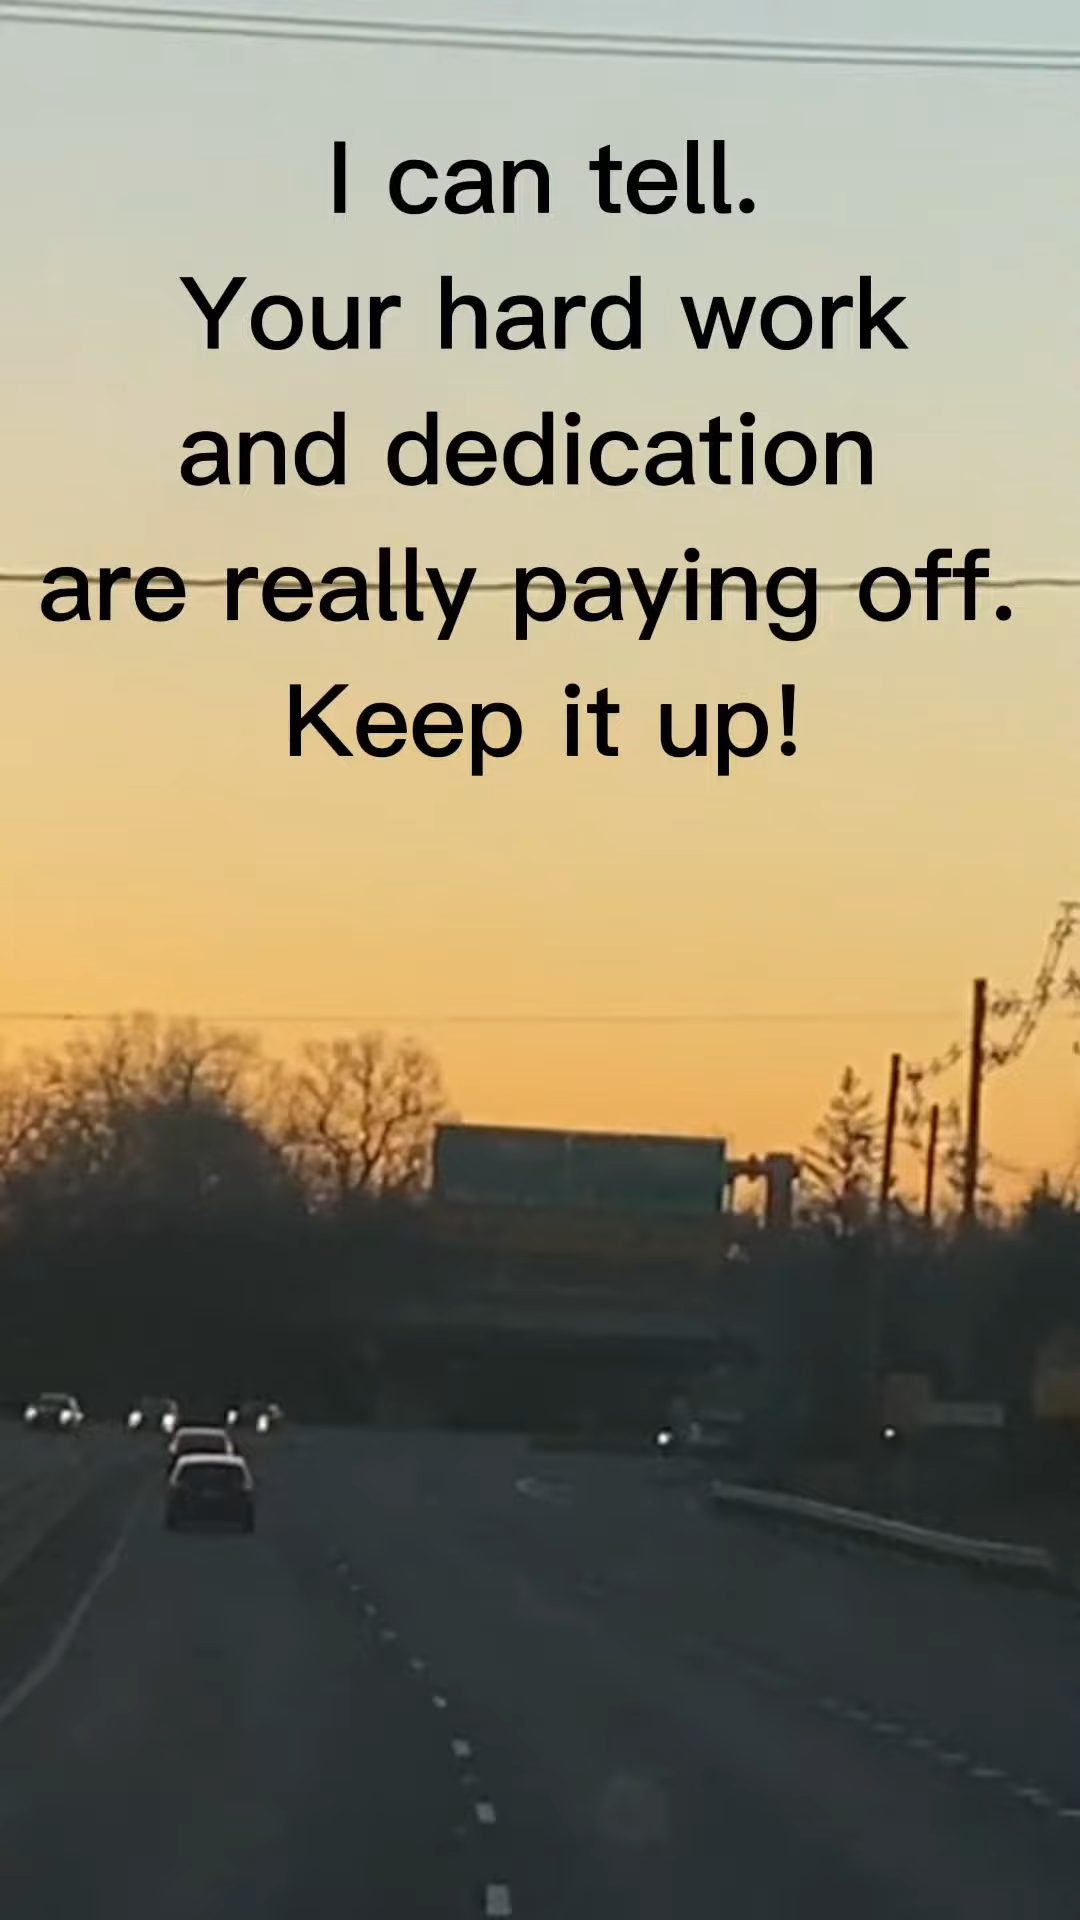 I can tell.
Your hard work
and dedication
are really paying off.
Keep it up!